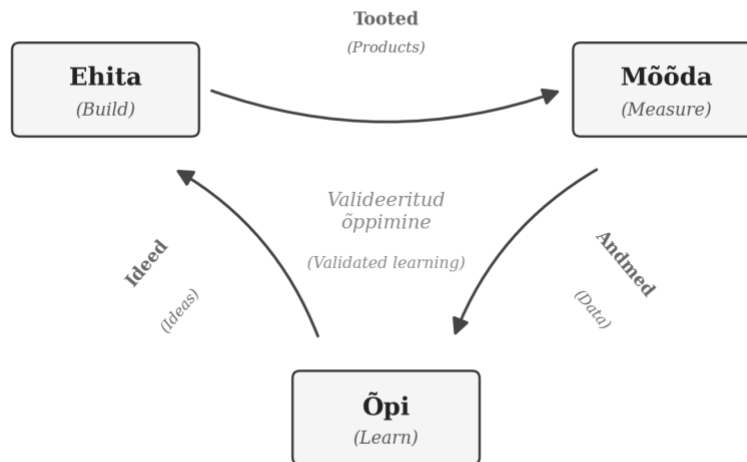 Tooted
(Products)
Ehita
(Build)
Mõõda
(Measure)
Valideeritud
õppimine
(Validated learning)
Ideed
(Ideas)
Andmed
(Data)
Õpi
(Learn)